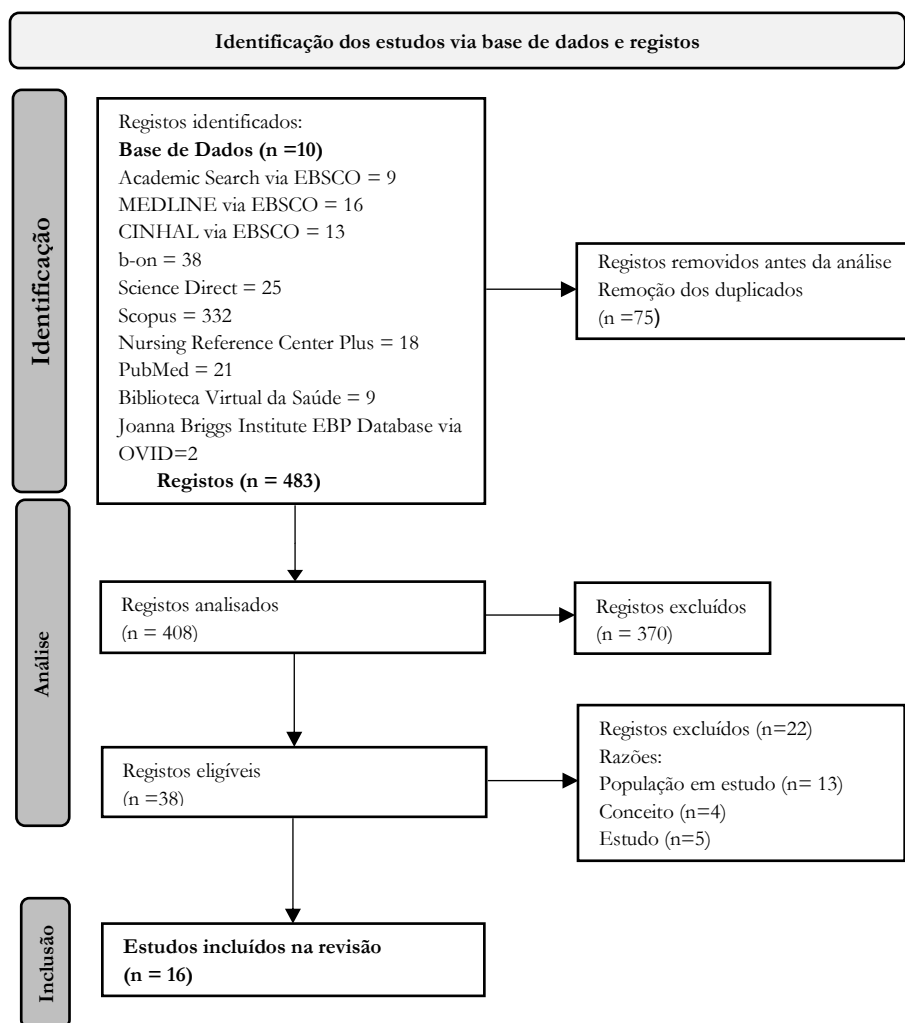 Identificação dos estudos via base de dados e registos
Identificação
Registos identificados:
Base de Dados (n =10)
Academic Search via EBSCO = 9
MEDLINE via EBSCO = 16
CINHAL via EBSCO = 13
b-on = 38
Science Direct = 25
Scopus = 332
Nursing Reference Center Plus = 18
PubMed = 21
Biblioteca Virtual da Saúde = 9
Joanna Briggs Institute EBP Database via
OVID=2
Registos (n = 483)
Registos removidos antes da análise
Remoção dos duplicados
(n =75)
Análise
Registos analisados
(n = 408)
Registos excluídos
(n = 370)
Registos eligíveis
(n =38)
Registos excluídos (n=22)
Razões:
População em estudo (n= 13)
Conceito (n=4)
Estudo (n=5)
Inclusão
Estudos incluídos na revisão
(n = 16)